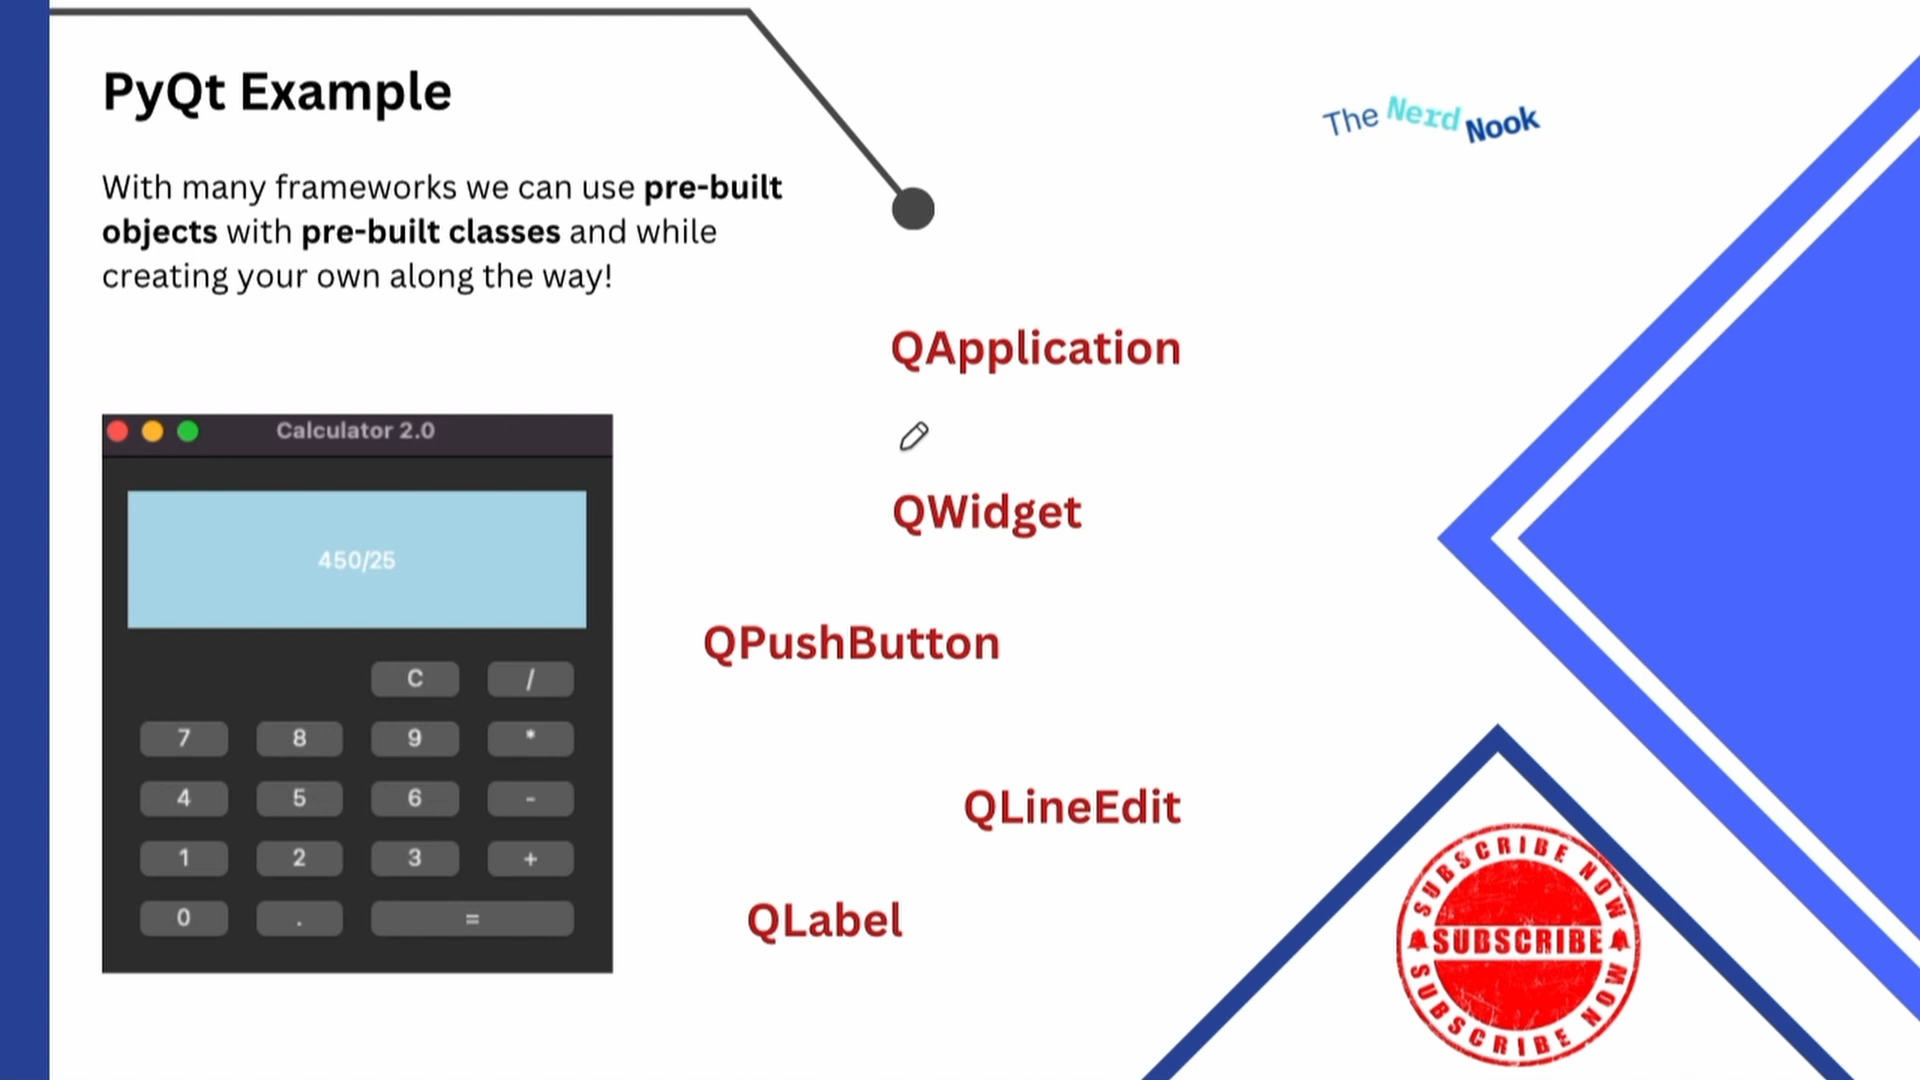 PyQt Example
The Nerd Nook
With many frameworks we can use pre-built
objects with pre-built classes and while
creating your own along the way!
QApplication
Calculator 2.0
QWidget
450/25
QPushButton
C /
7 8 9 *
4 5 6 -
QLineEdit
1 2 3 +
0 . =
QLabel
SUBSCRIBE NOW
SUBSCRIBE
SUBSCRIBE NOW